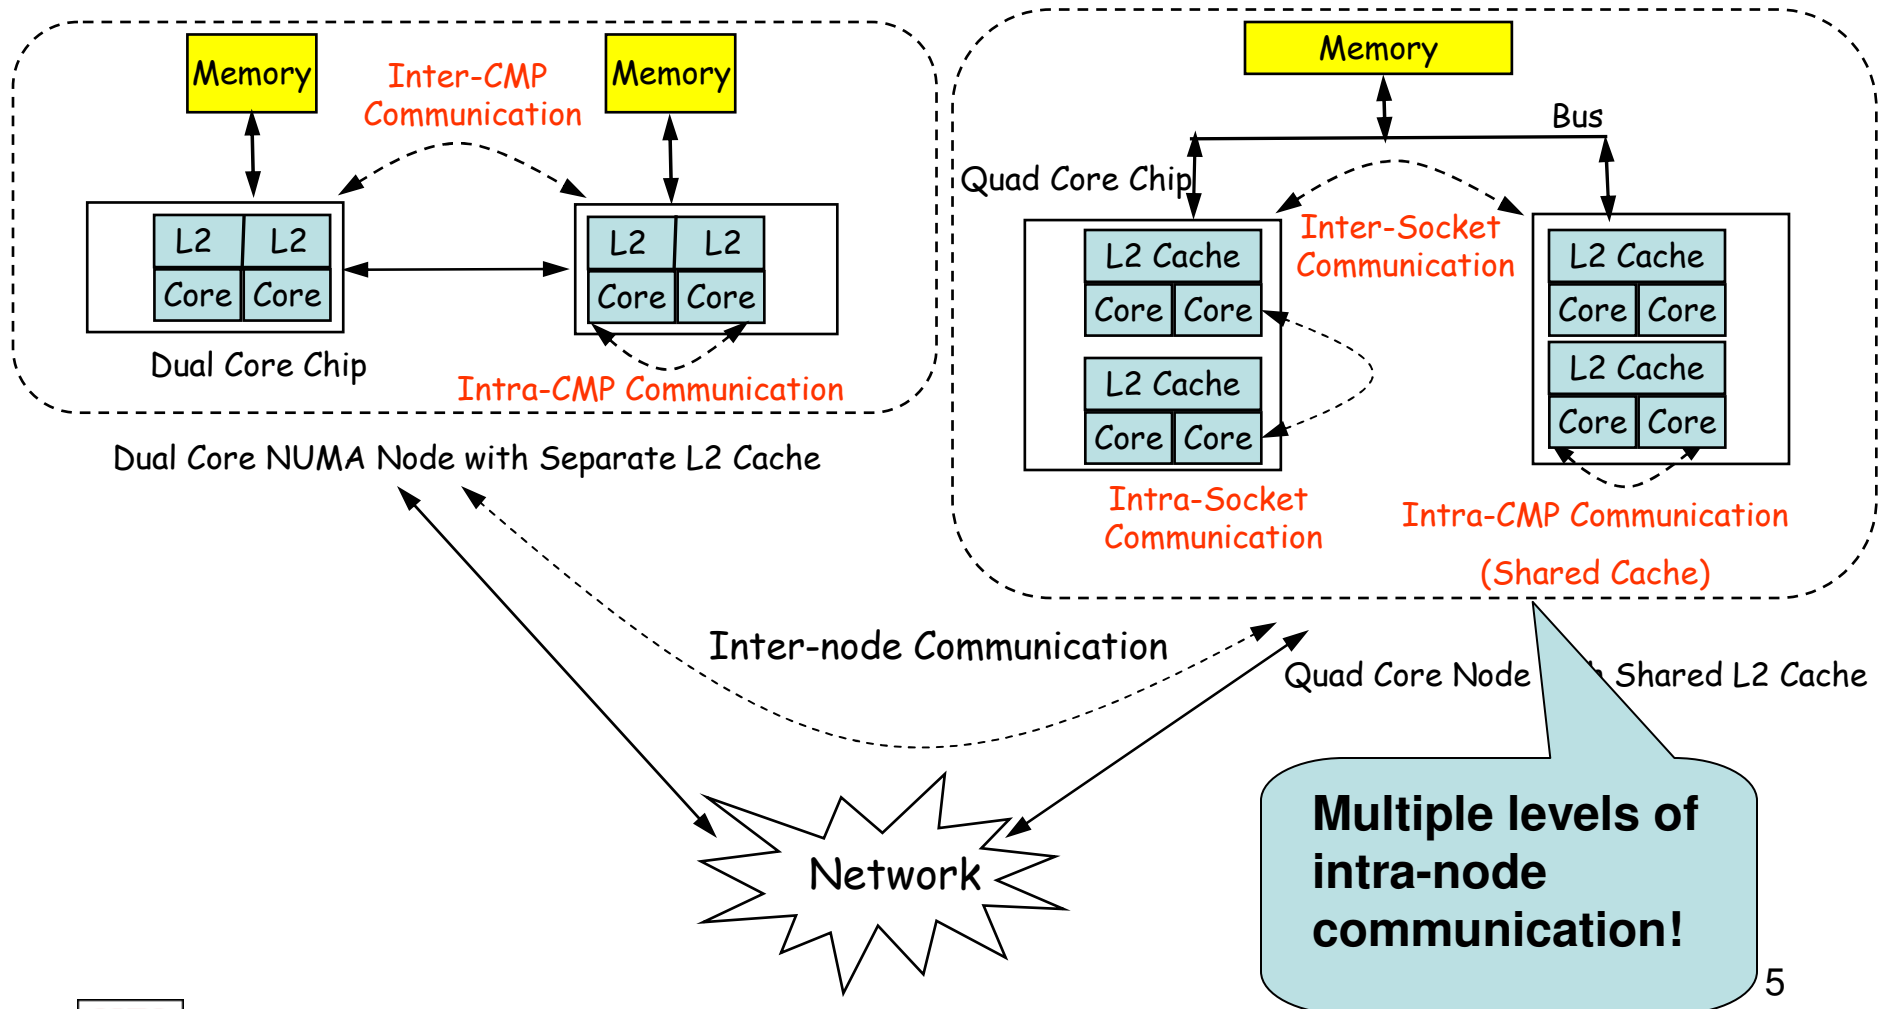 Memory
Inter-CMP
Communication
Memory
L2 L2
Core Core
L2 L2
Core Core
Dual Core Chip
Intra-CMP Communication
Dual Core NUMA Node with Separate L2 Cache
Memory
Bus
Quad Core Chip
Inter-Socket
Communication
L2 Cache
Core Core
L2 Cache
Core Core
L2 Cache
Core Core
L2 Cache
Core Core
Intra-Socket
Communication
Intra-CMP Communication
(Shared Cache)
Inter-node Communication
Quad Core Node Shared L2 Cache
Network
Multiple levels of
intra-node
communication!
5